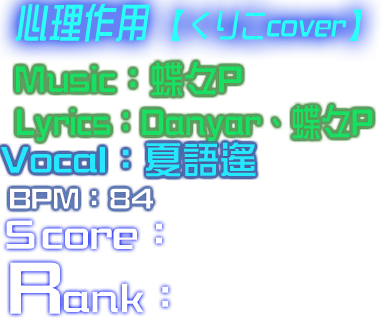 心理作用【くりこcover】
Music：蝶々P
Lyrics：Danyar、蝶々P
Vocal：夏語遙
BPM：84
Score：
Rank：